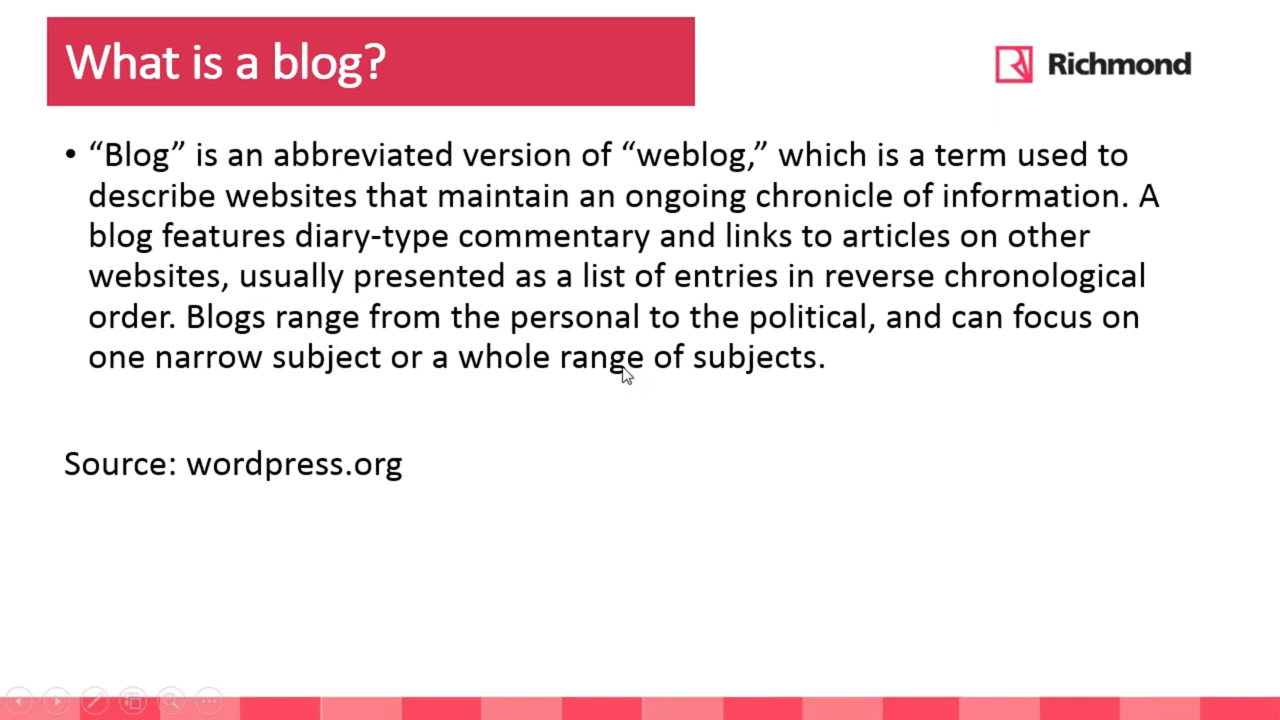 What is a blog?
Richmond
• “Blog” is an abbreviated version of “weblog,” which is a term used to
describe websites that maintain an ongoing chronicle of information. A
blog features diary-type commentary and links to articles on other
websites, usually presented as a list of entries in reverse chronological
order. Blogs range from the personal to the political, and can focus on
one narrow subject or a whole range of subjects.
Source: wordpress.org